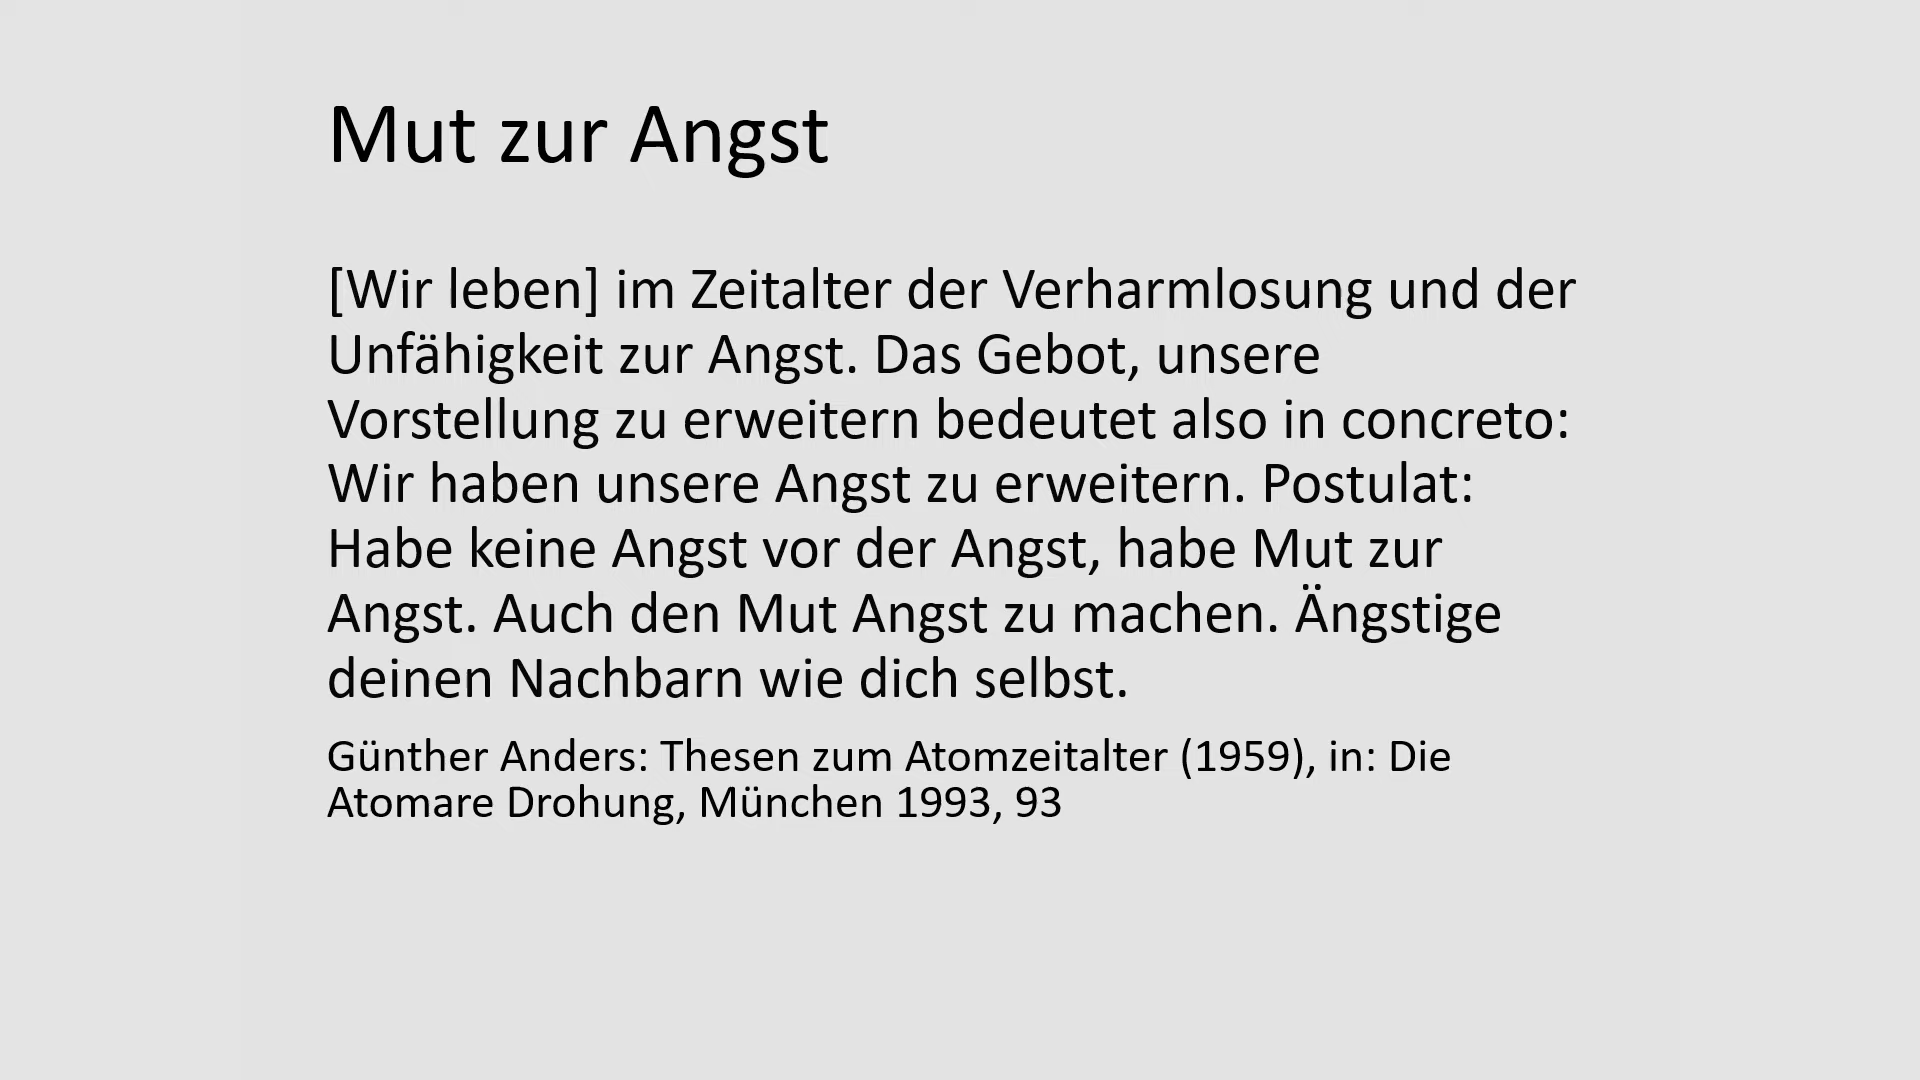 Mut zur Angst
[Wir leben] im Zeitalter der Verharmlosung und der
Unfähigkeit zur Angst. Das Gebot, unsere
Vorstellung zu erweitern bedeutet also in concreto:
Wir haben unsere Angst zu erweitern. Postulat:
Habe keine Angst vor der Angst, habe Mut zur
Angst. Auch den Mut Angst zu machen. Ängstige
deinen Nachbarn wie dich selbst.
Günther Anders: Thesen zum Atomzeitalter (1959), in: Die
Atomare Drohung, München 1993, 93